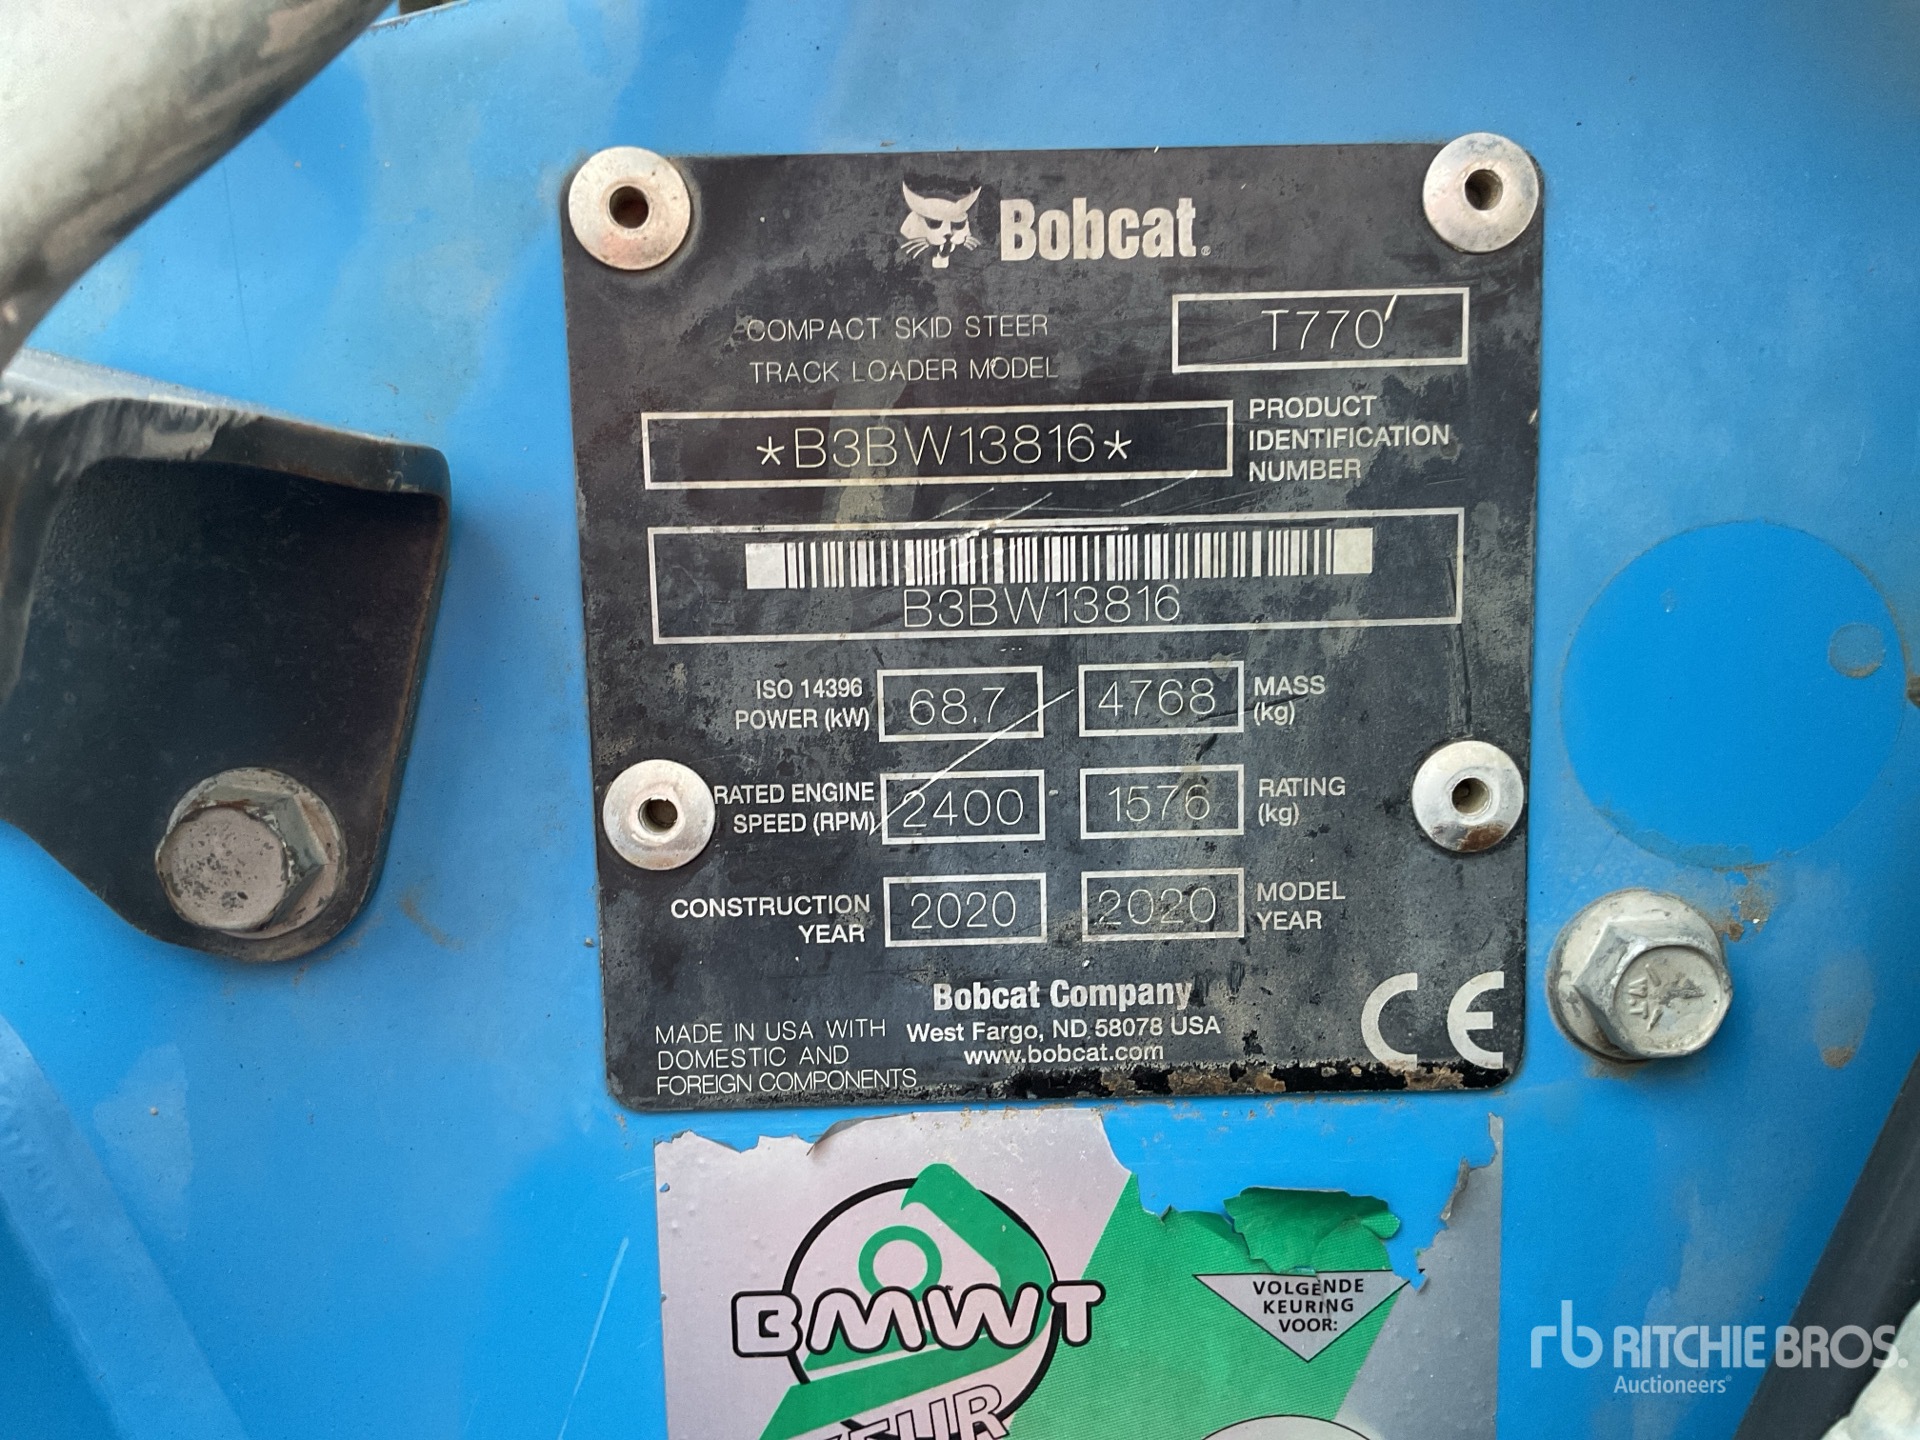 Bobcat®
COMPACT SKID STEER
TRACK LOADER MODEL
T770
*B3BW13816*
PRODUCT
IDENTIFICATION
NUMBER
B3BW13816
ISO 14396
POWER (kW)
68.7
4768
MASS
(kg)
RATED ENGINE
SPEED (RPM)
2400
1576
RATING
(kg)
CONSTRUCTION
YEAR
2020
2020
MODEL
YEAR
Bobcat Company
West Fargo, ND 58078 USA
www.bobcat.com
MADE IN USA WITH
DOMESTIC AND
FOREIGN COMPONENTS
CE
BMWT
VOLGENDE
KEURING
VOOR:
rb RITCHIE BROS.
Auctioneers®